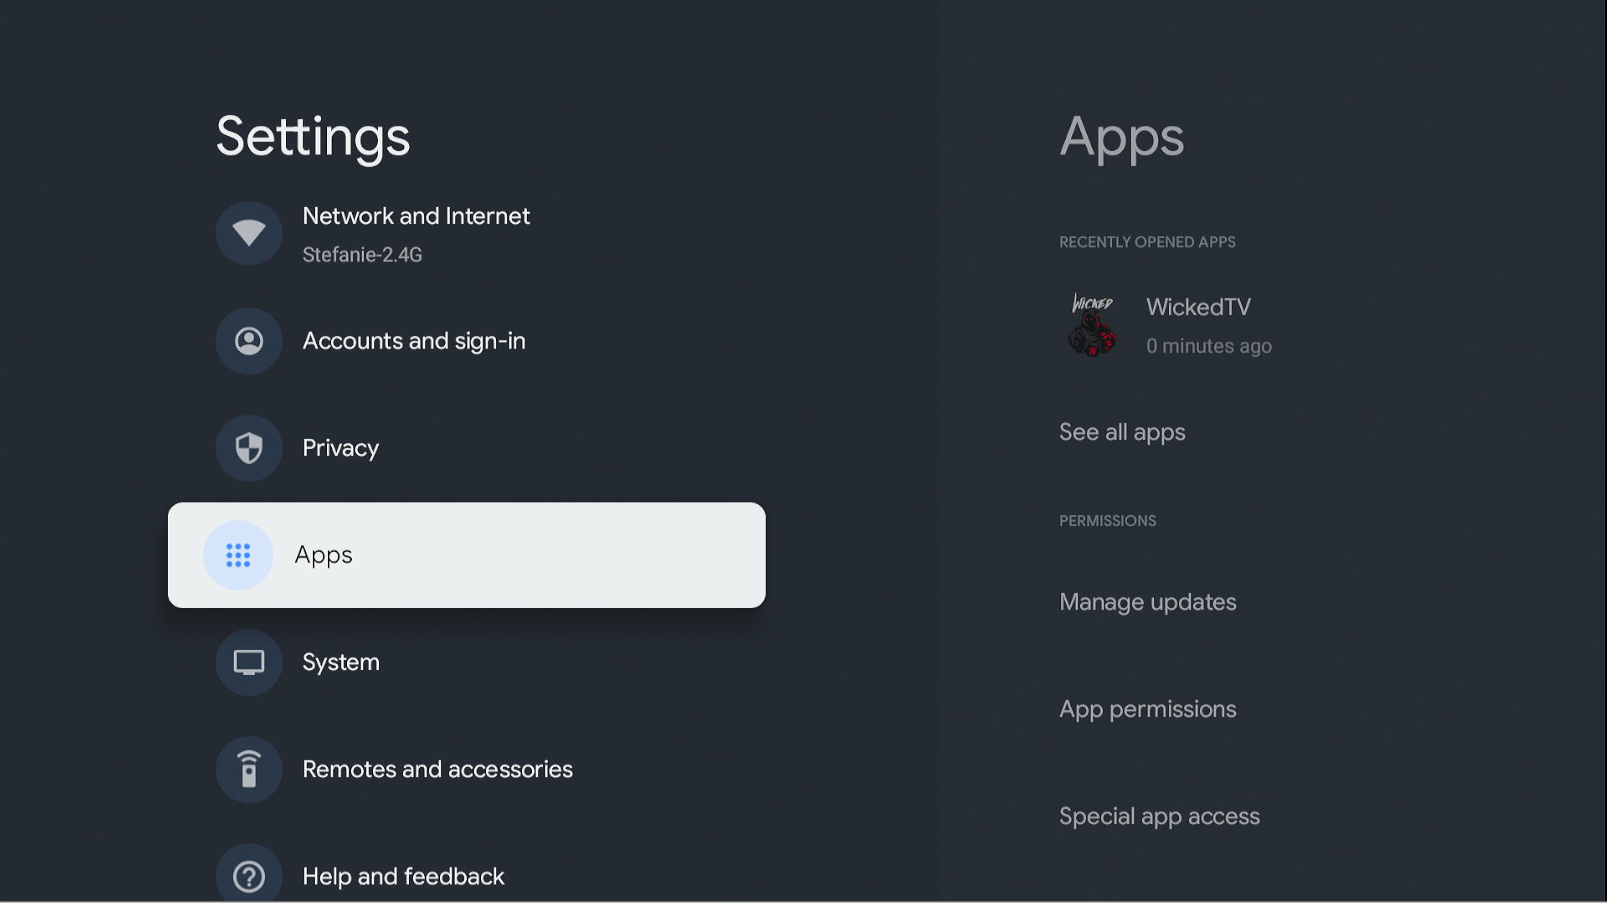 Settings
Network and Internet
Stefanie-2.4G
Accounts and sign-in
Privacy
Apps
System
Remotes and accessories
Help and feedback
Apps
RECENTLY OPENED APPS
WICKED
WickedTV
0 minutes ago
See all apps
PERMISSIONS
Manage updates
App permissions
Special app access